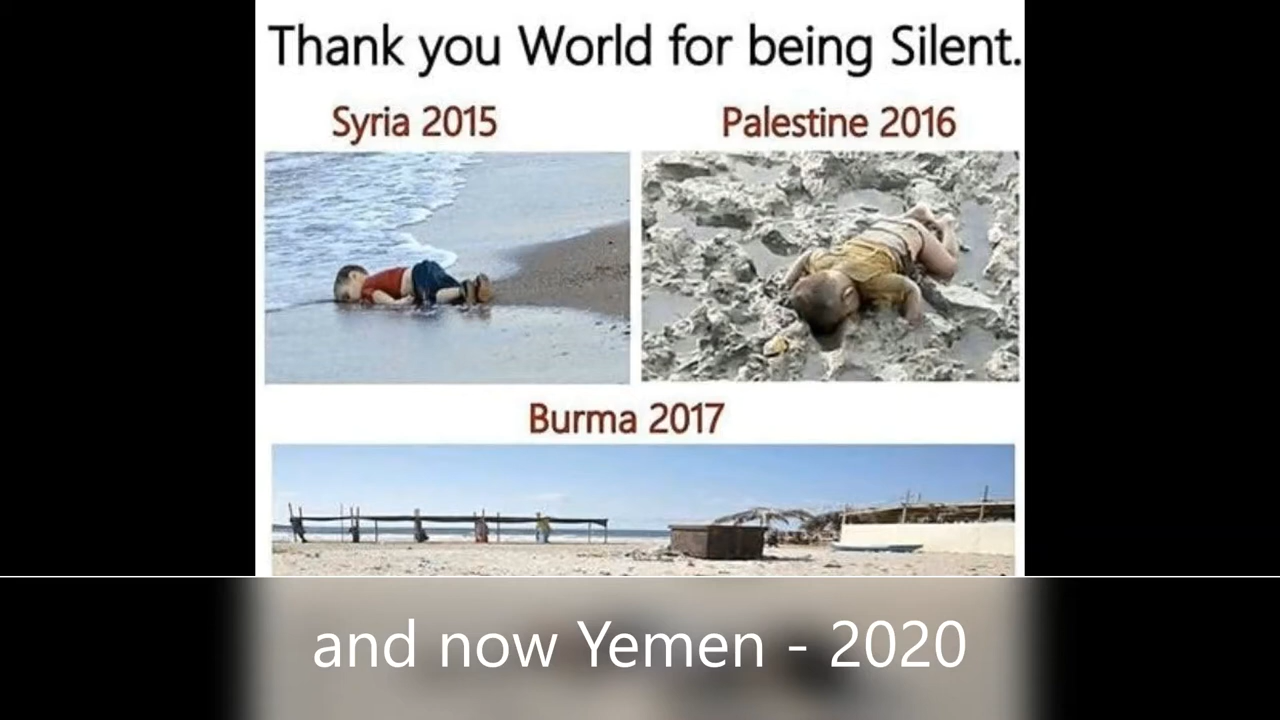 Thank you World for being Silent.
Syria 2015
Palestine 2016
Burma 2017
and now Yemen - 2020